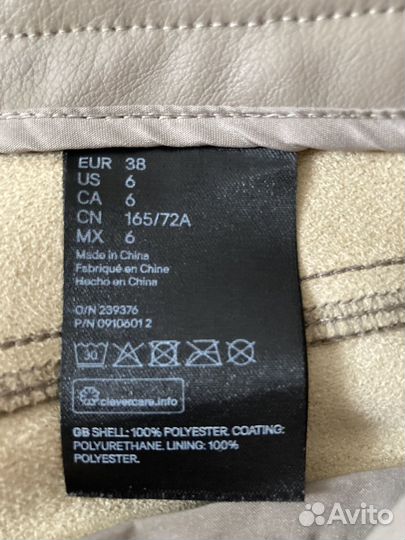 EUR 38
US 6
CA 6
CN 165/72A
MX 6
Made in China
Fabriqué en Chine
Hecho en China
O/N 239376
P/N 09106012
30
clevercare.info
GB SHELL: 100% POLYESTER. COATING:
POLYURETHANE. LINING: 100%
POLYESTER.
Avito